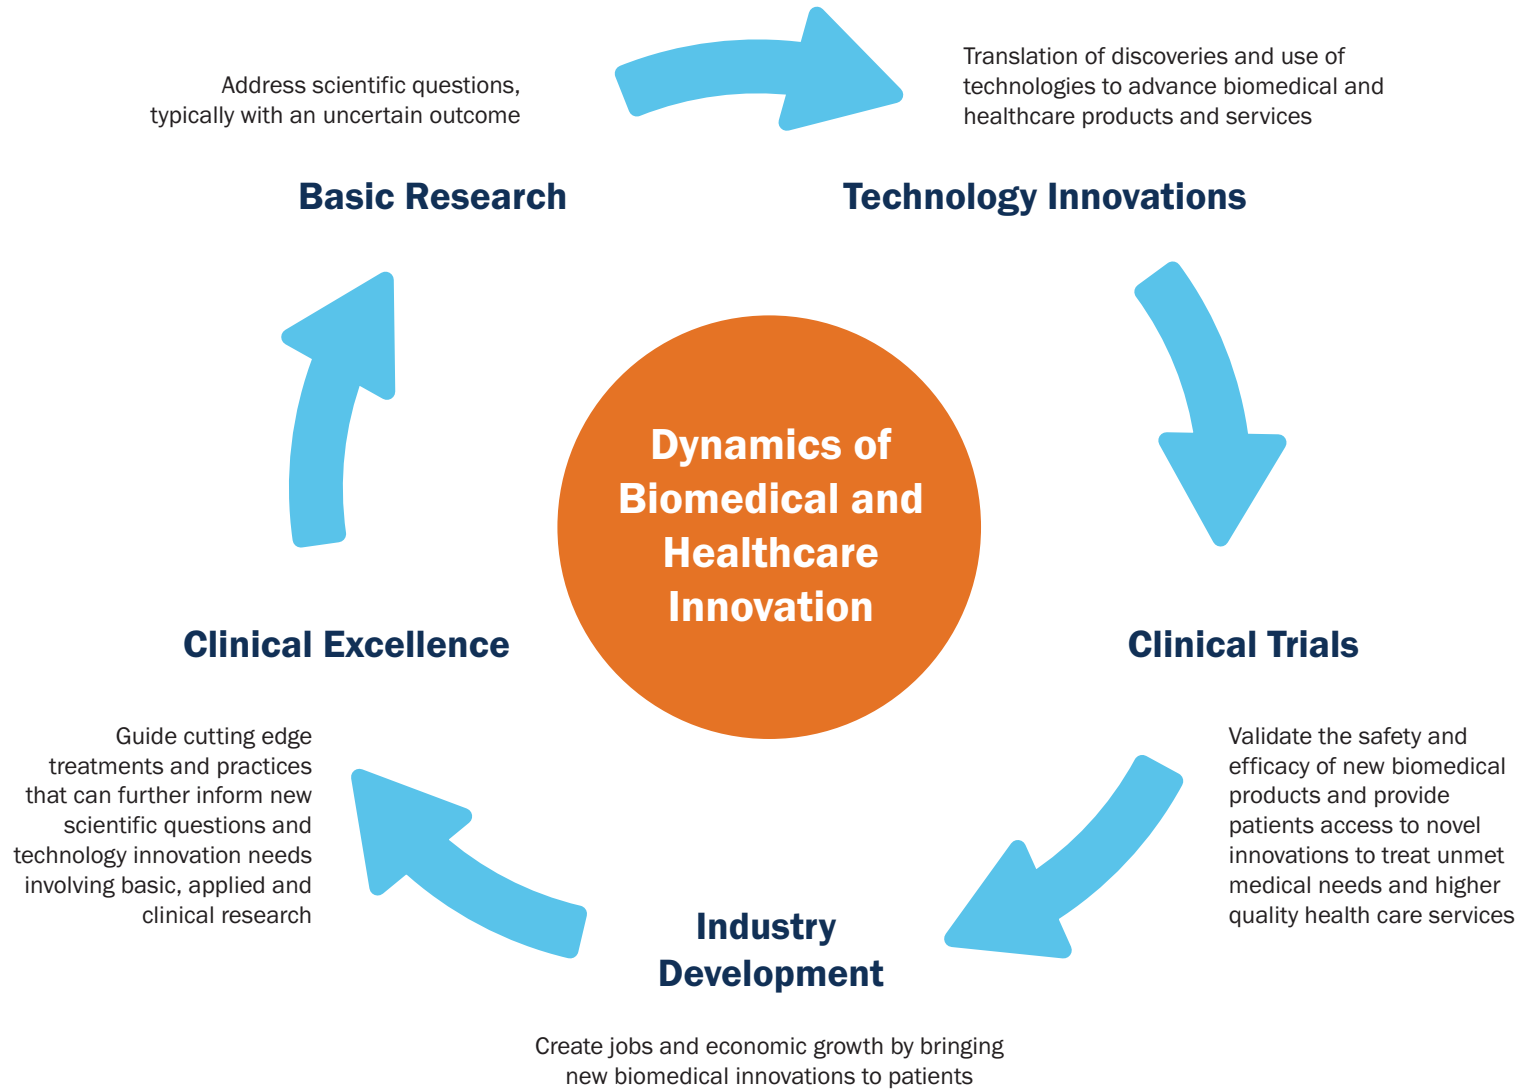 Address scientific questions,
typically with an uncertain outcome
Basic Research
Translation of discoveries and use of
technologies to advance biomedical and
healthcare products and services
Technology Innovations
Dynamics of
Biomedical and
Healthcare
Innovation
Clinical Trials
Validate the safety and
efficacy of new biomedical
products and provide
patients access to novel
innovations to treat unmet
medical needs and higher
quality health care services
Industry
Development
Create jobs and economic growth by bringing
new biomedical innovations to patients
Clinical Excellence
Guide cutting edge
treatments and practices
that can further inform new
scientific questions and
technology innovation needs
involving basic, applied and
clinical research